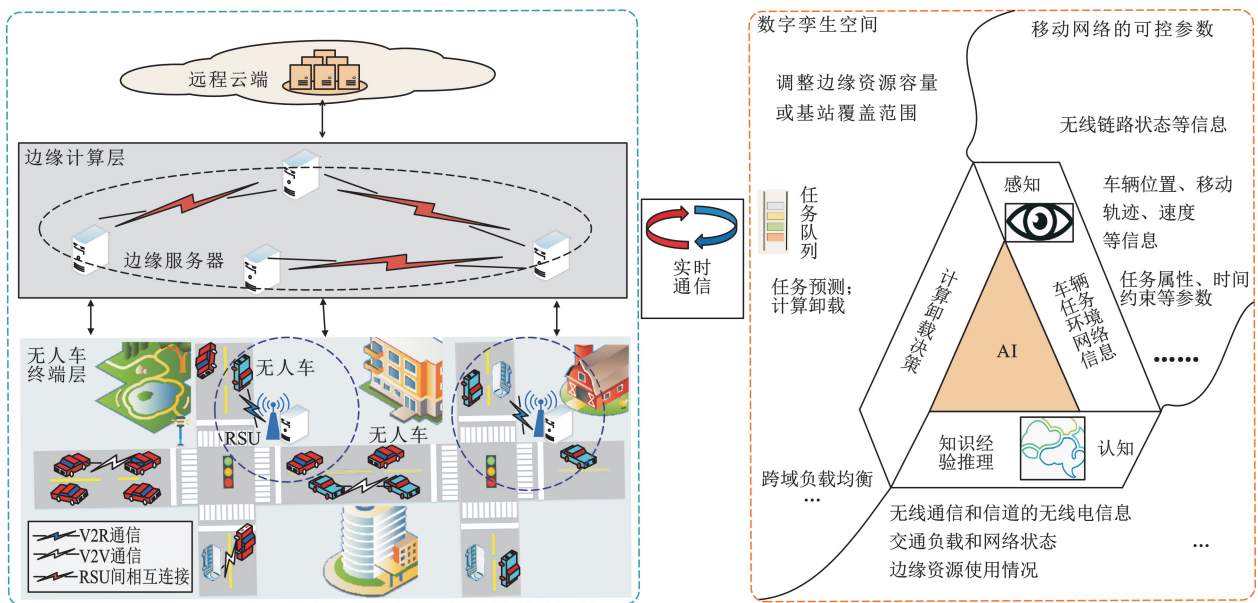 远程云端
边缘计算层
边缘服务器
无人车
终端层
无人车
RSU
无人车
V2R通信
V2V通信
RSU间相互连接
实时
通信
数字孪生空间
移动网络的可控参数
调整边缘资源容量
或基站覆盖范围
无线链路状态等信息
任务队列
感知
车辆位置、移动
轨迹、速度
等信息
任务预测；
计算卸载
任务属性、时间
约束等参数
计算卸载决策
车辆
任务
环境
网络
信息
AI
......
知识经
验推理
认知
跨域负载均衡
...
无线通信和信道的无线电信息
交通负载和网络状态
...
边缘资源使用情况